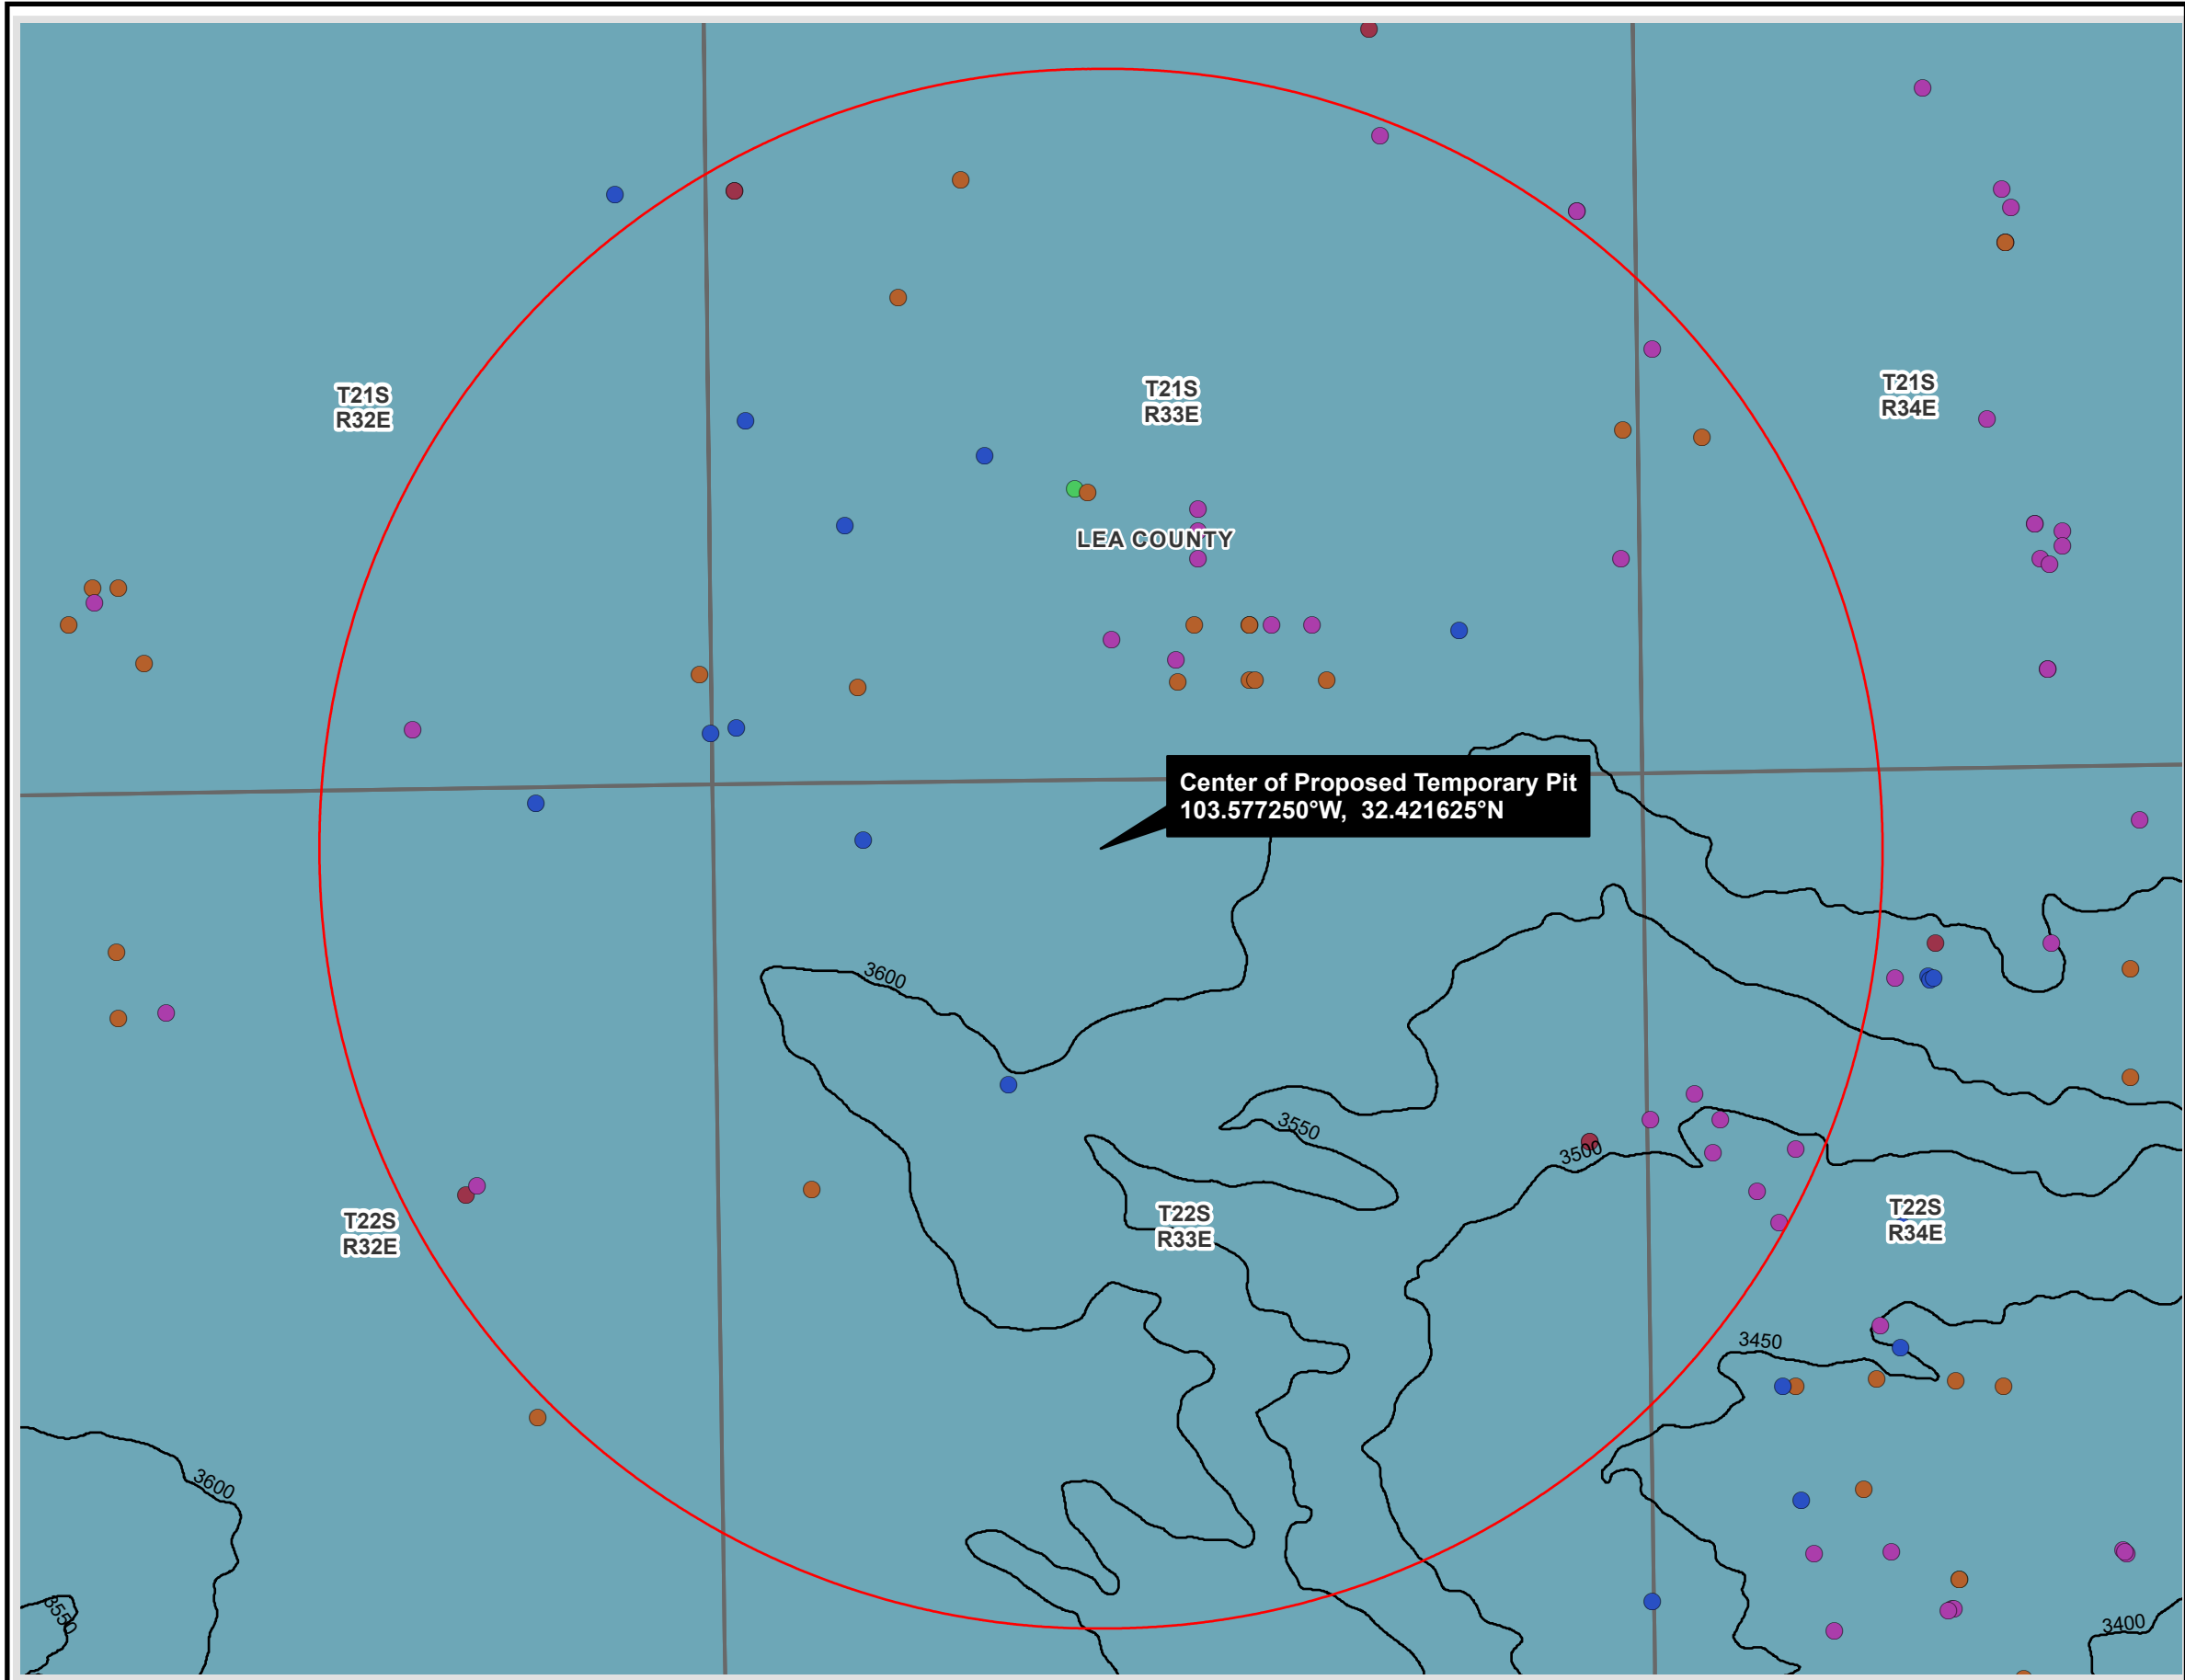 T21S
R32E
T21S
R33E
T21S
R34E
LEA COUNTY
Center of Proposed Temporary Pit
103.577250°W, 32.421625°N
3600
3550
3500
T22S
R32E
T22S
R33E
T22S
R34E
3450
3600
3550
3400